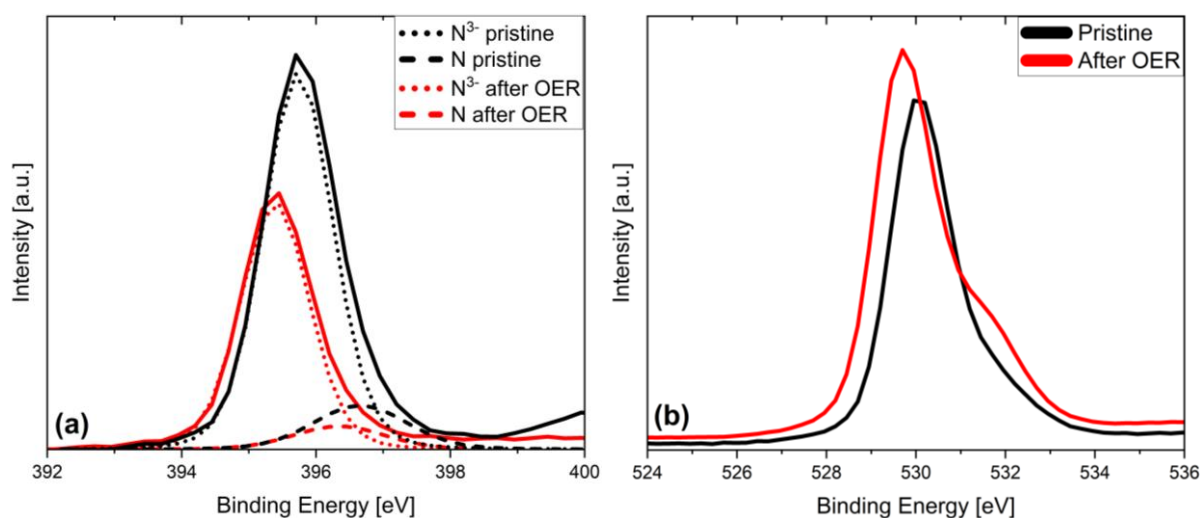 N³⁻ pristine
N pristine
N³⁻ after OER
N after OER
Intensity [a.u.]
(a)
392 394 396 398 400
Binding Energy [eV]
Pristine
After OER
Intensity [a.u.]
(b)
524 526 528 530 532 534 536
Binding Energy [eV]